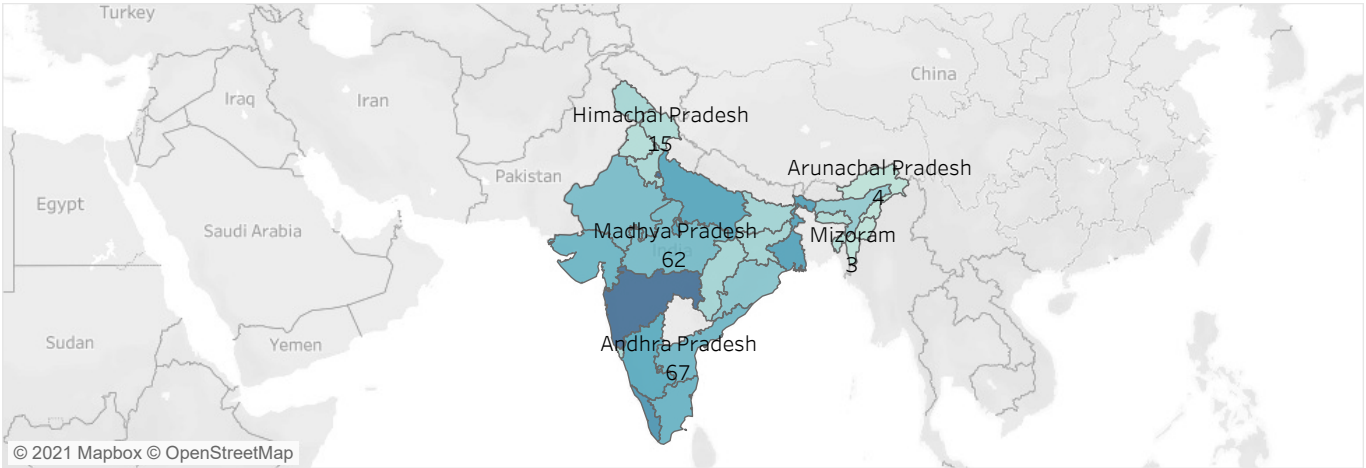 Turkey
China
Iraq
Iran
Himachal Pradesh
15
Pakistan
Arunachal Pradesh
4
Egypt
Saudi Arabia
Madhya Pradesh
India
62
Mizoram
3
Sudan
Yemen
Andhra Pradesh
67
© 2021 Mapbox © OpenStreetMap